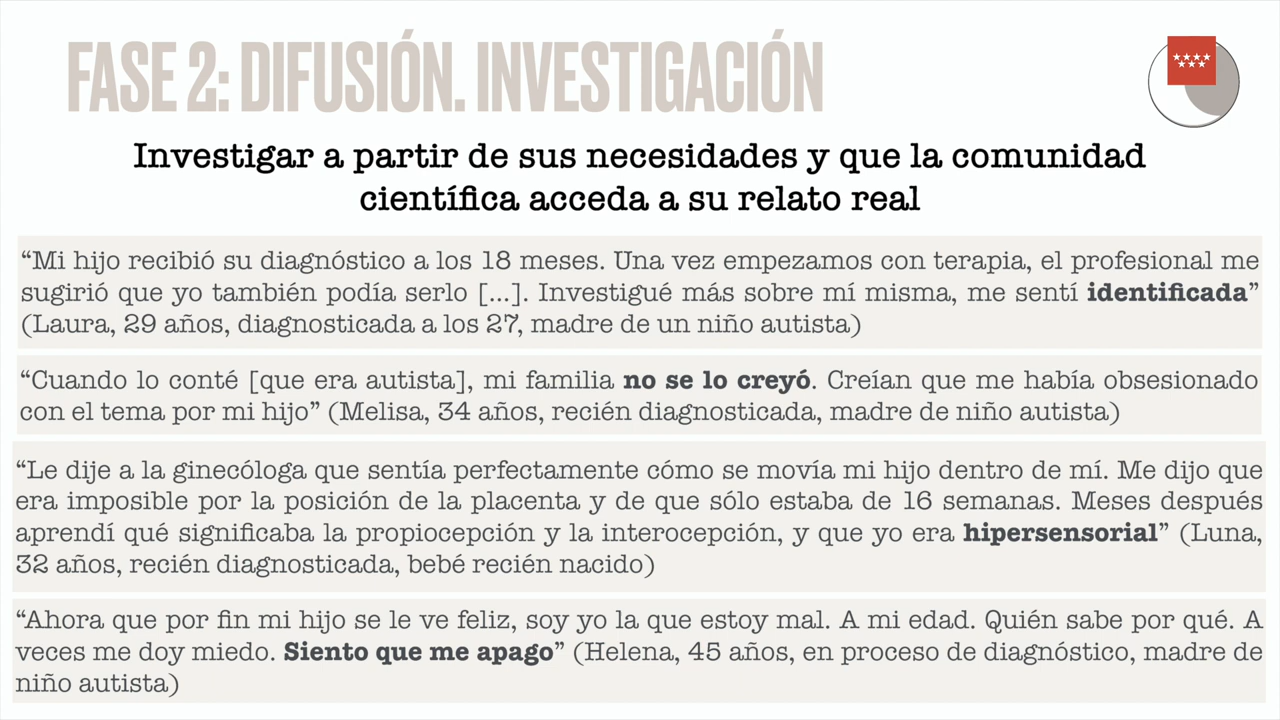 FASE 2: DIFUSIÓN. INVESTIGACIÓN
Investigar a partir de sus necesidades y que la comunidad
científica acceda a su relato real
“Mi hijo recibió su diagnóstico a los 18 meses. Una vez empezamos con terapia, el profesional me
sugirió que yo también podía serlo [...]. Investigué más sobre mí misma, me sentí identificada”
(Laura, 29 años, diagnosticada a los 27, madre de un niño autista)
“Cuando lo conté [que era autista], mi familia no se lo creyó. Creían que me había obsesionado
con el tema por mi hijo” (Melisa, 34 años, recién diagnosticada, madre de niño autista)
“Le dije a la ginecóloga que sentía perfectamente cómo se movía mi hijo dentro de mí. Me dijo que
era imposible por la posición de la placenta y de que sólo estaba de 16 semanas. Meses después
aprendí qué significaba la propiocepción y la interocepción, y que yo era hipersensorial” (Luna,
32 años, recién diagnosticada, bebé recién nacido)
“Ahora que por fin mi hijo se le ve feliz, soy yo la que estoy mal. A mi edad. Quién sabe por qué. A
veces me doy miedo. Siento que me apago” (Helena, 45 años, en proceso de diagnóstico, madre de
niño autista)